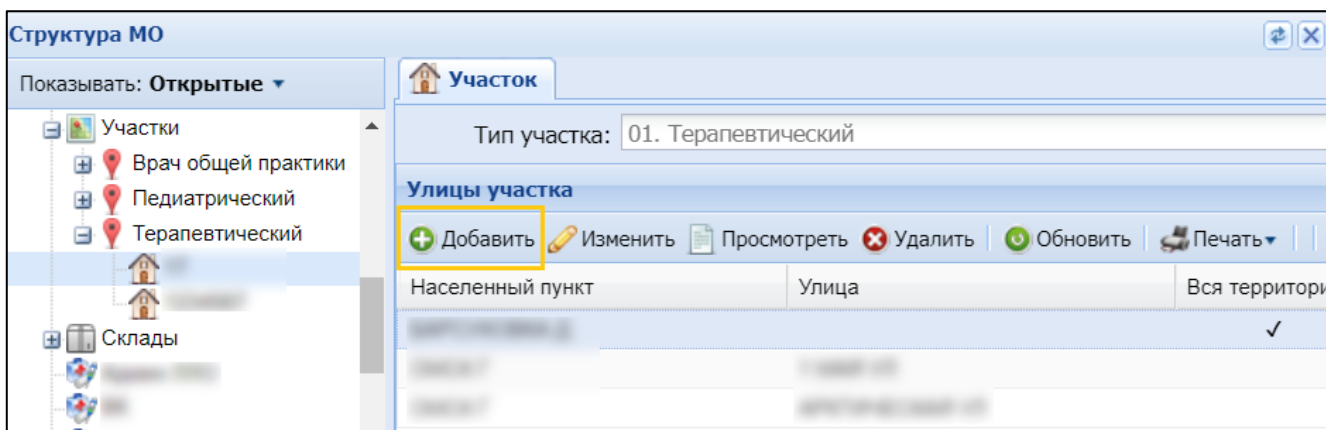 Структура МО
Показывать: Открытые
Участки
Врач общей практики
Педиатрический
Терапевтический
Склады
Участок
Тип участка: 01. Терапевтический
Улицы участка
Добавить Изменить Просмотреть Удалить Обновить Печать
Населенный пункт Улица Вся территори